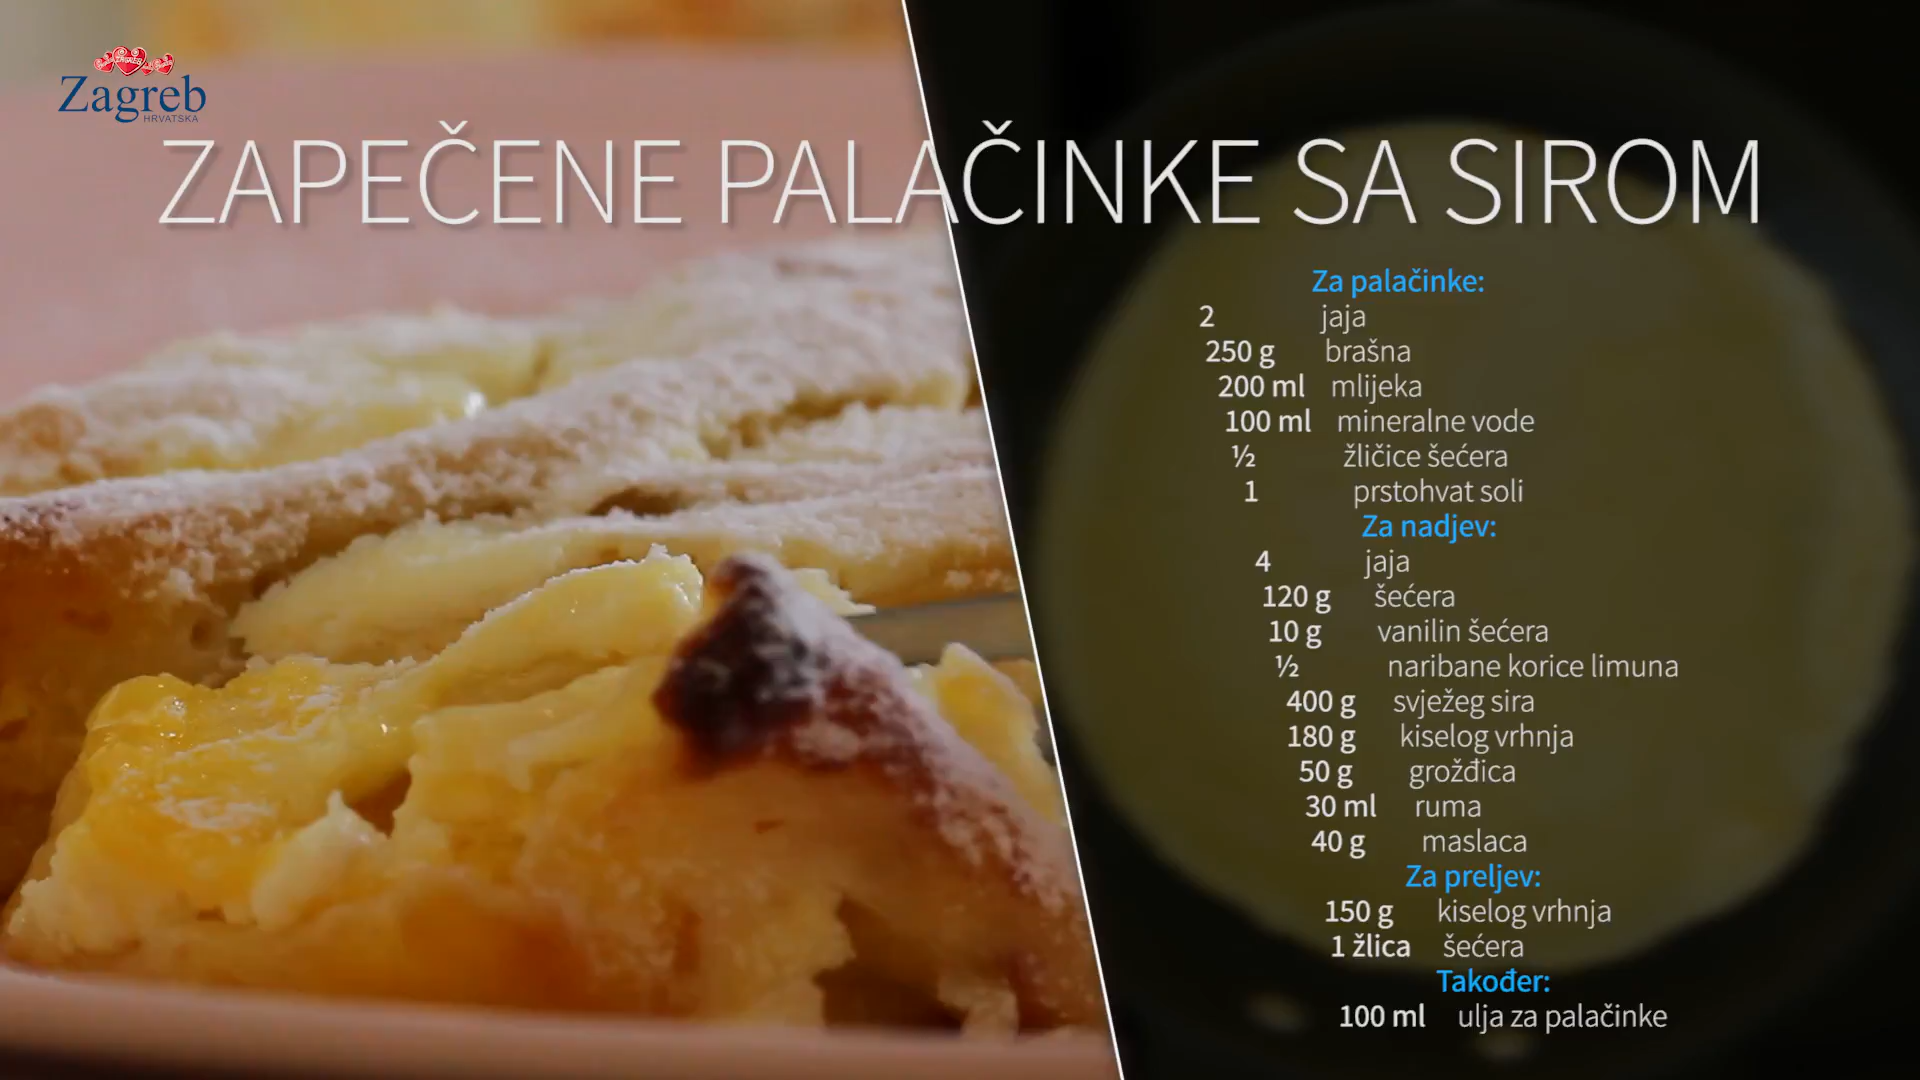 Zagreb
HRVATSKA
ZAPEČENE PALAČINKE SA SIROM
Za palačinke:
2 jaja
250 g brašna
200 ml mlijeka
100 ml mineralne vode
½ žličice šećera
1 prstohvat soli
Za nadjev:
4 jaja
120 g šećera
10 g vanilin šećera
½ naribane korice limuna
400 g svježeg sira
180 g kiselog vrhnja
50 g grožđica
30 ml ruma
40 g maslaca
Za preljev:
150 g kiselog vrhnja
1 žlica šećera
Također:
100 ml ulja za palačinke